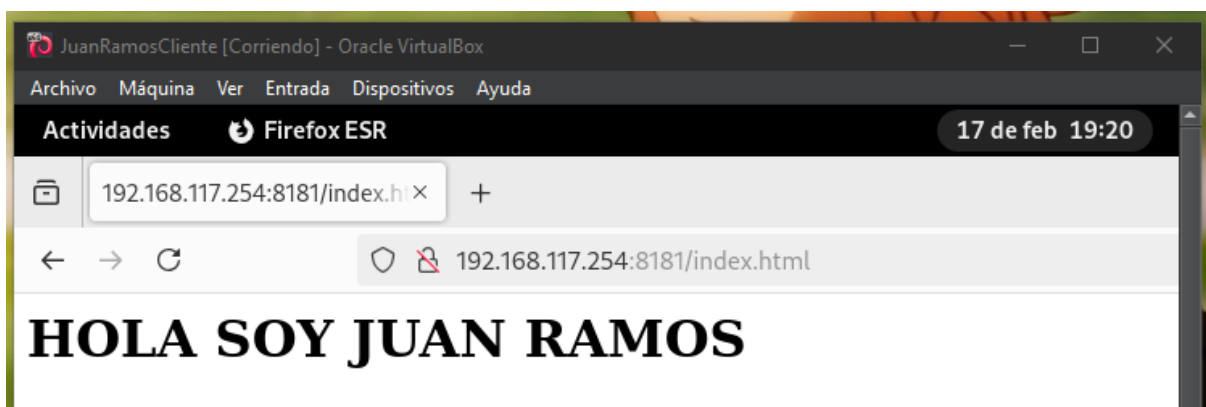 JuanRamosCliente [Corriendo] - Oracle VirtualBox
Archivo Máquina Ver Entrada Dispositivos Ayuda
Actividades Firefox ESR 17 de feb 19:20
192.168.117.254:8181/index.h
192.168.117.254:8181/index.html
HOLA SOY JUAN RAMOS